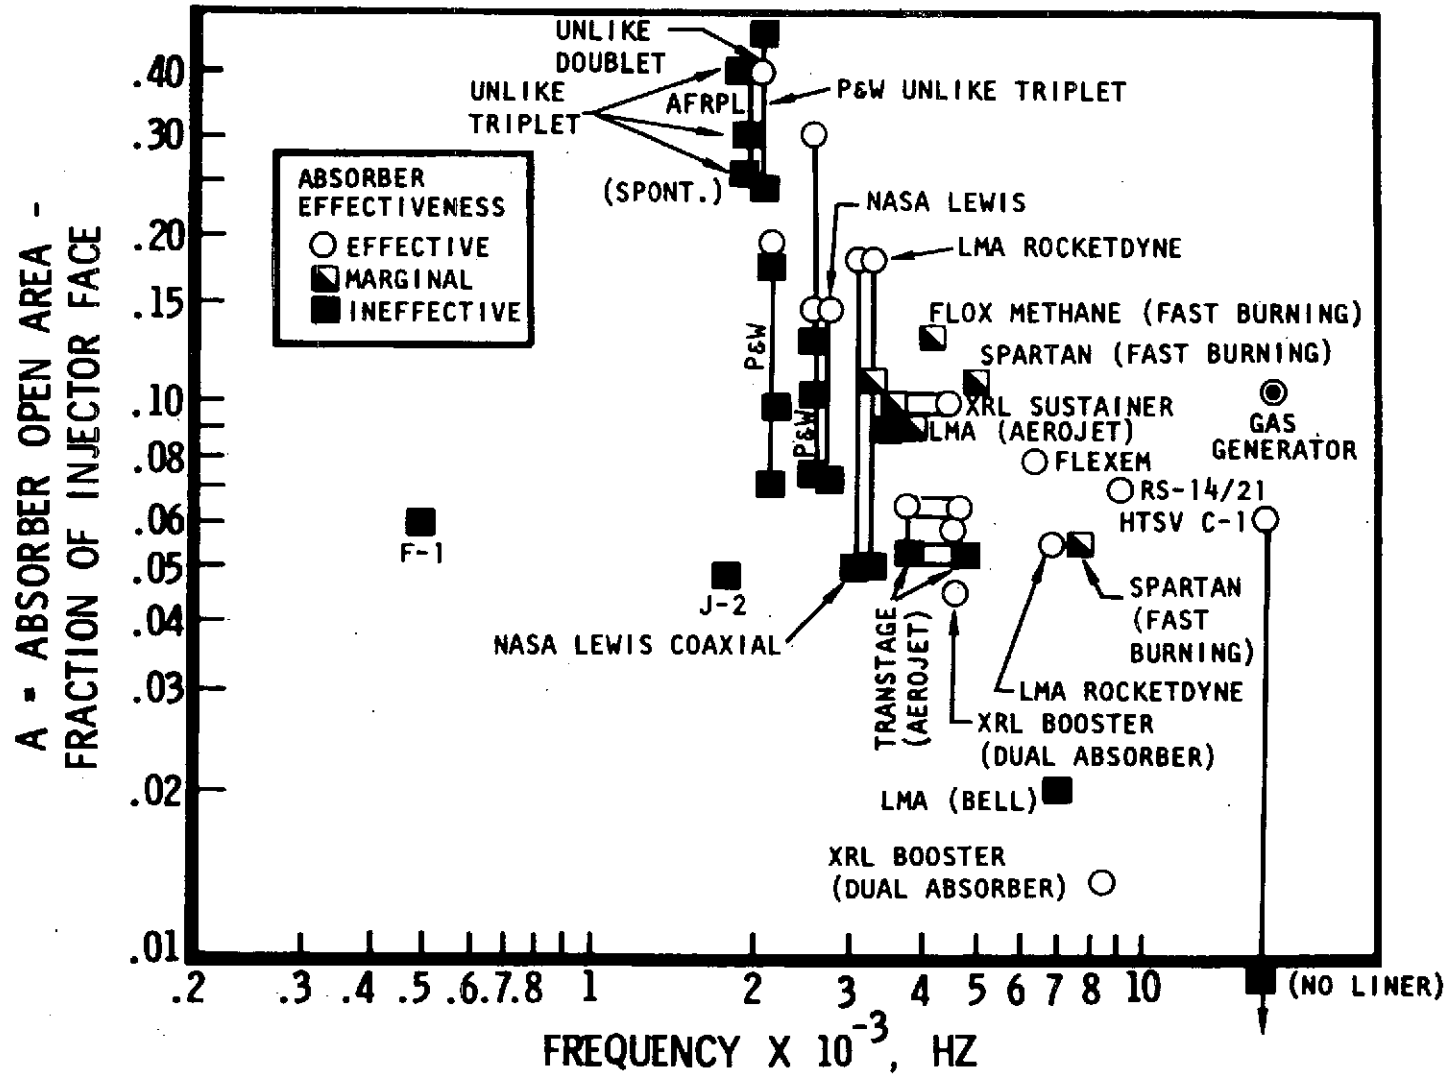 A = ABSORBER OPEN AREA -
FRACTION OF INJECTOR FACE
.40
.30
.20
.15
.10
.08
.06
.05
.04
.03
.02
.01
ABSORBER
EFFECTIVENESS
EFFECTIVE
MARGINAL
INEFFECTIVE
UNLIKE
DOUBLET
UNLIKE
TRIPLET
AFRPL
P&W UNLIKE TRIPLET
(SPONT.)
NASA LEWIS
LMA ROCKETDYNE
P&W
P&W
FLOX METHANE (FAST BURNING)
SPARTAN (FAST BURNING)
XRL SUSTAINER
LMA (AEROJET)
GAS
GENERATOR
FLEXEM
RS-14/21
HTSV C-1
F-1
J-2
NASA LEWIS COAXIAL
TRANSTAGE
(AEROJET)
SPARTAN
(FAST
BURNING)
LMA ROCKETDYNE
XRL BOOSTER
(DUAL ABSORBER)
LMA (BELL)
XRL BOOSTER
(DUAL ABSORBER)
(NO LINER)
.2 .3 .4 .5 .6 .7 .8 1 2 3 4 5 6 7 8 10
FREQUENCY X 10-3, HZ